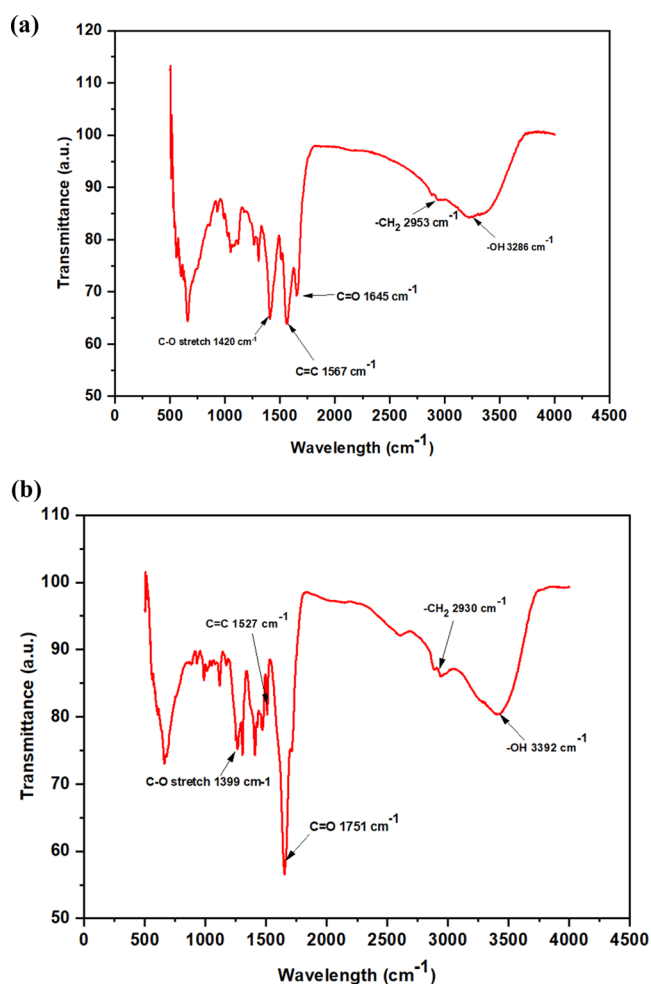 (a)
120
110
100
90
80
70
60
50
Transmittance (a.u.)
-CH2 2953 cm-1
-OH 3286 cm-1
C=O 1645 cm-1
C-O stretch 1420 cm-1
C=C 1567 cm-1
0 500 1000 1500 2000 2500 3000 3500 4000 4500
Wavelength (cm-1)
(b)
110
100
90
80
70
60
50
Transmittance (a.u.)
C=C 1527 cm-1
-CH2 2930 cm-1
-OH 3392 cm-1
C-O stretch 1399 cm-1
C=O 1751 cm-1
0 500 1000 1500 2000 2500 3000 3500 4000 4500
Wavelength (cm-1)